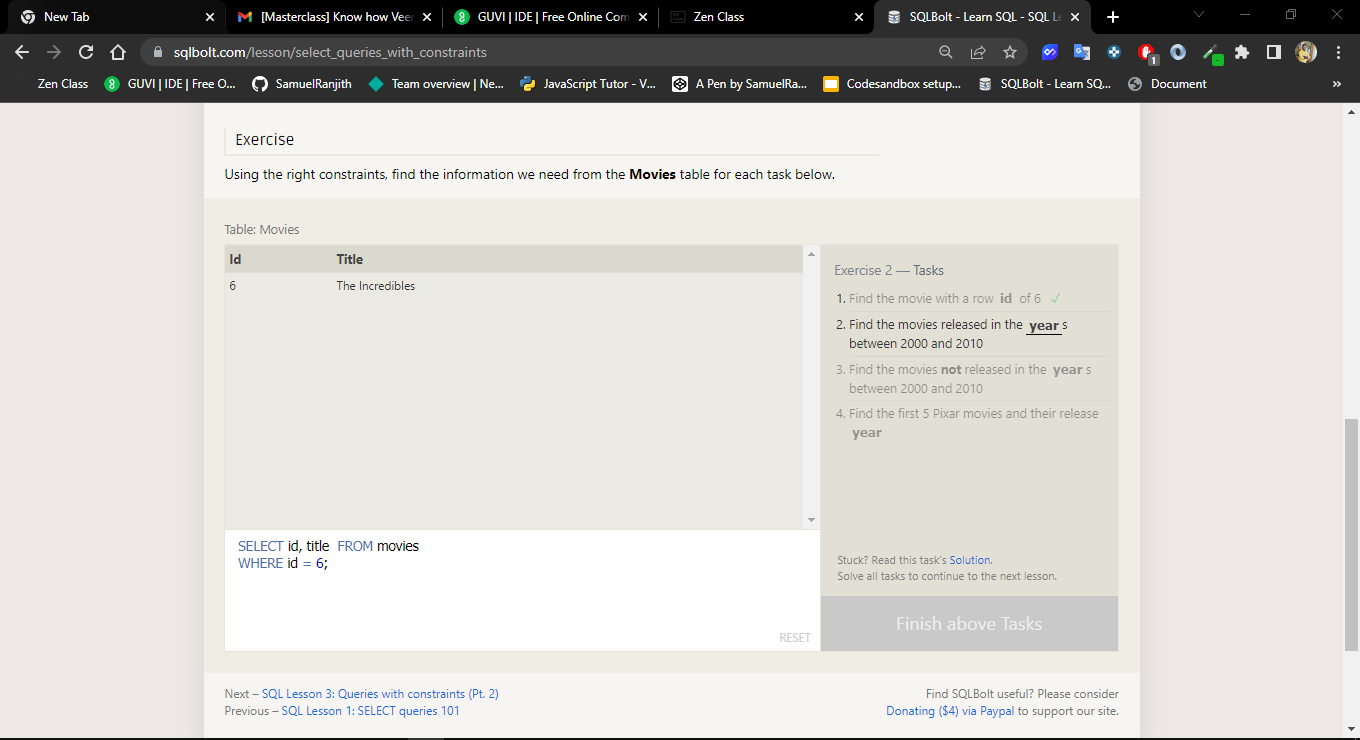 New Tab
[Masterclass] Know how Veer
GUVI | IDE | Free Online Com
Zen Class
SQLBolt - Learn SQL - SQL Le
sqlbolt.com/lesson/select_queries_with_constraints
1
Zen Class
GUVI | IDE | Free O...
SamuelRanjith
Team overview | Ne...
JavaScript Tutor - V...
A Pen by SamuelRa...
Codesandbox setup...
SQLBolt - Learn SQ...
Document
»
Exercise
Using the right constraints, find the information we need from the Movies table for each task below.
Table: Movies
Id Title
6 The Incredibles
SELECT id, title FROM movies
WHERE id = 6;
RESET
Exercise 2 — Tasks
1. Find the movie with a row id of 6 ✓
2. Find the movies released in the year s
between 2000 and 2010
3. Find the movies not released in the year s
between 2000 and 2010
4. Find the first 5 Pixar movies and their release
year
Stuck? Read this task's Solution.
Solve all tasks to continue to the next lesson.
Finish above Tasks
Next – SQL Lesson 3: Queries with constraints (Pt. 2)
Previous – SQL Lesson 1: SELECT queries 101
Find SQLBolt useful? Please consider
Donating ($4) via Paypal to support our site.